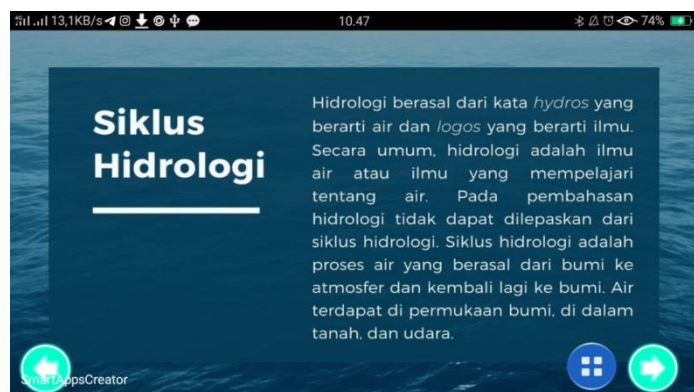 13,1KB/s
10.47
74%
Siklus
Hidrologi
Hidrologi berasal dari kata hydros yang
berarti air dan logos yang berarti ilmu.
Secara umum, hidrologi adalah ilmu
air atau ilmu yang mempelajari
tentang air. Pada pembahasan
hidrologi tidak dapat dilepaskan dari
siklus hidrologi. Siklus hidrologi adalah
proses air yang berasal dari bumi ke
atmosfer dan kembali lagi ke bumi. Air
terdapat di permukaan bumi, di dalam
tanah, dan udara.
SmartAppsCreator